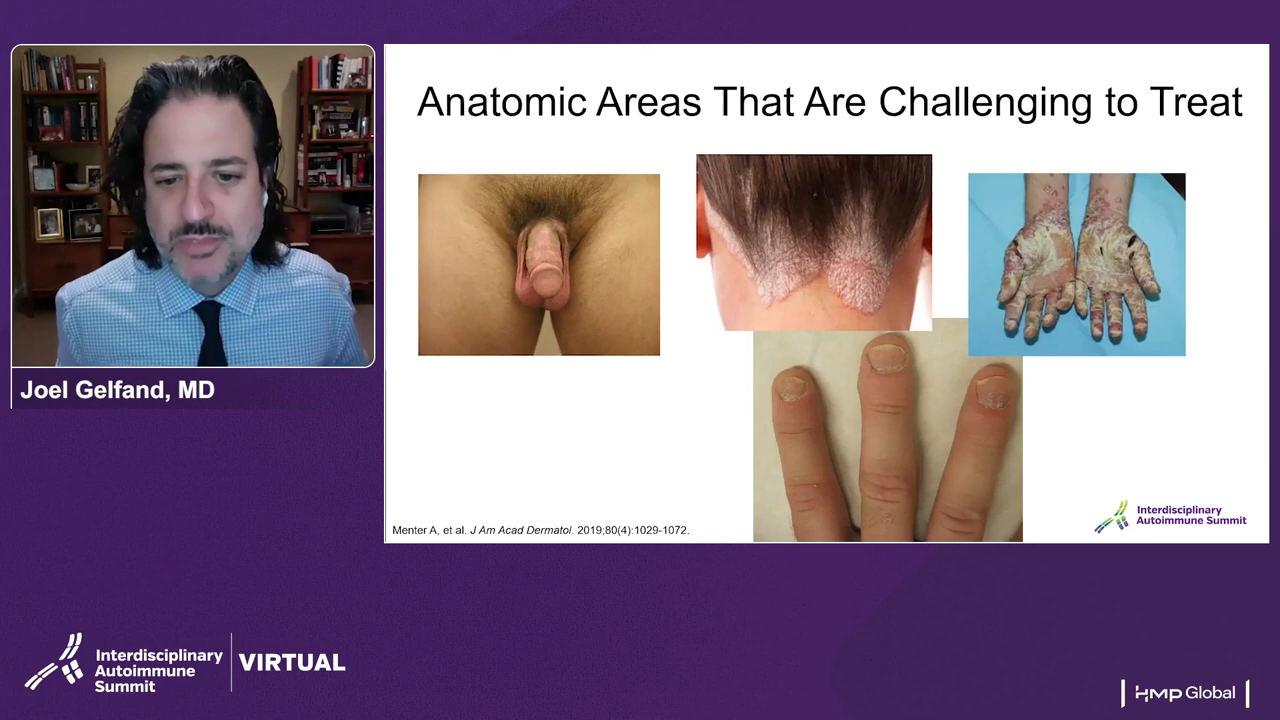 Anatomic Areas That Are Challenging to Treat
Joel Gelfand, MD
Menter A, et al. J Am Acad Dermatol. 2019;80(4):1029-1072.
Interdisciplinary
Autoimmune Summit
Interdisciplinary
Autoimmune
Summit
VIRTUAL
HMP Global